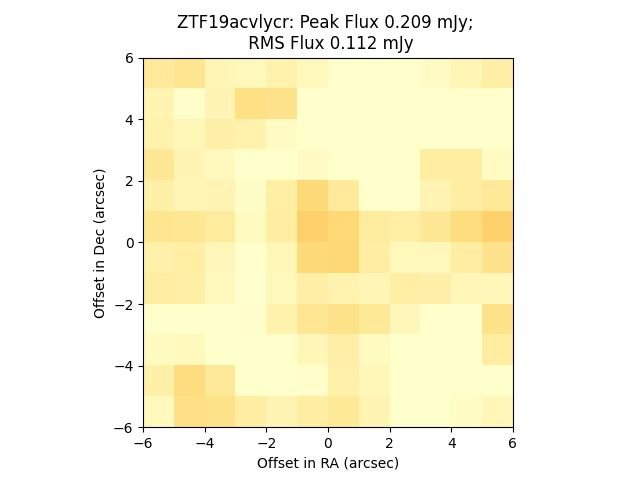 ZTF19acvlycr: Peak Flux 0.209 mJy;
RMS Flux 0.112 mJy
6
4
2
0
−2
−4
−6
Offset in Dec (arcsec)
−6 −4 −2 0 2 4 6
Offset in RA (arcsec)